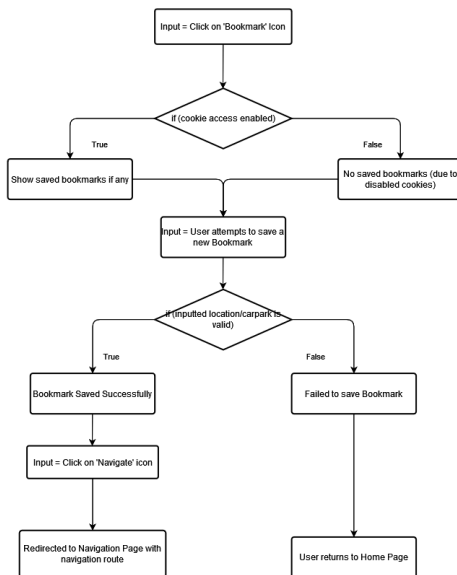 Input = Click on 'Bookmark' Icon
if (cookie access enabled)
True
False
Show saved bookmarks if any
No saved bookmarks (due to
disabled cookies)
Input = User attempts to save a
new Bookmark
if (inputted location/carpark is
valid)
True
False
Bookmark Saved Successfully
Failed to save Bookmark
Input = Click on 'Navigate' icon
Redirected to Navigation Page with
navigation route
User returns to Home Page